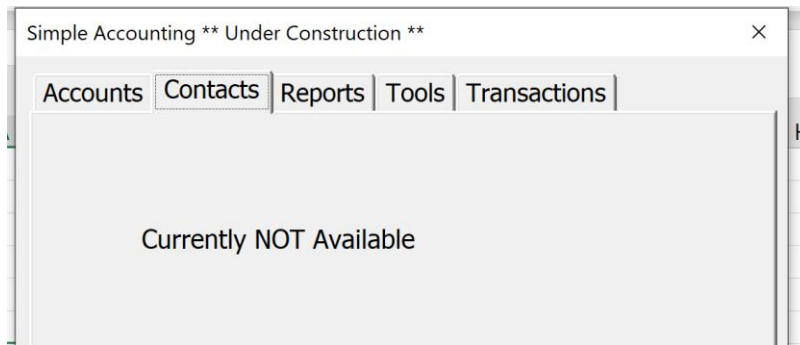 Simple Accounting ** Under Construction **
Accounts Contacts Reports Tools Transactions
Currently NOT Available